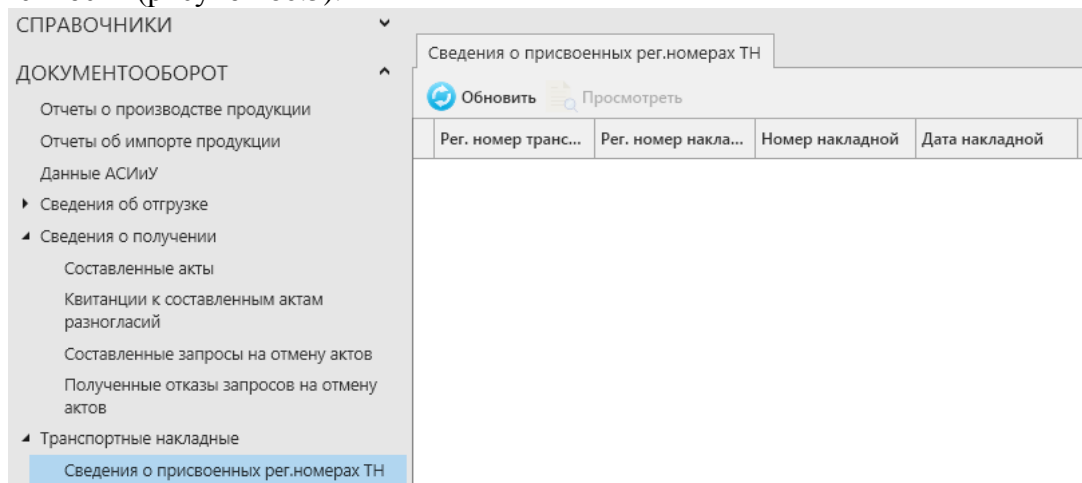 СПРАВОЧНИКИ
ДОКУМЕНТООБОРОТ
Отчеты о производстве продукции
Отчеты об импорте продукции
Данные АСИиУ
Сведения об отгрузке
Сведения о получении
Составленные акты
Квитанции к составленным актам
разногласий
Составленные запросы на отмену актов
Полученные отказы запросов на отмену
актов
Транспортные накладные
Сведения о присвоенных рег.номерах ТН
Сведения о присвоенных рег.номерах ТН
Обновить Просмотреть
Рег. номер транс... Рег. номер накла... Номер накладной Дата накладной